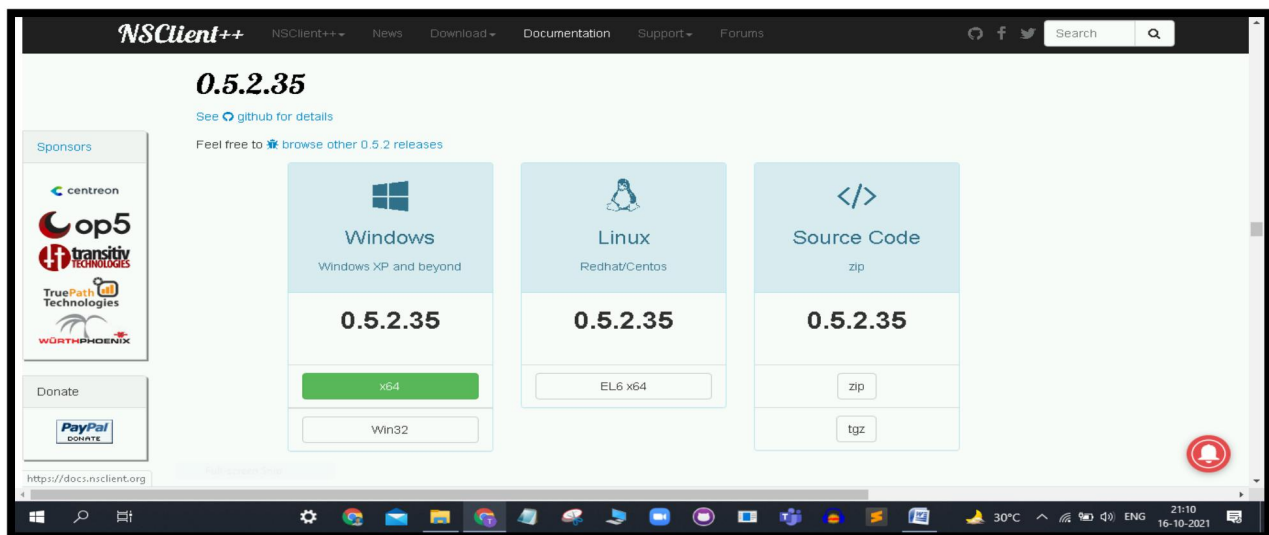 NSClient++ NSClient++ News Download Documentation Support Forums Search
0.5.2.35
See github for details
Feel free to browse other 0.5.2 releases
Sponsors
centreon
op5
transitiv
TECHNOLOGIES
TruePath
Technologies
WÜRTHPHOENIX
Donate
PayPal
DONATE
Windows
Windows XP and beyond
0.5.2.35
x64
Win32
Linux
Redhat/Centos
0.5.2.35
EL6 x64
</>
Source Code
zip
0.5.2.35
zip
tgz
https://docs.nsclient.org
30°C ENG 21:10
16-10-2021